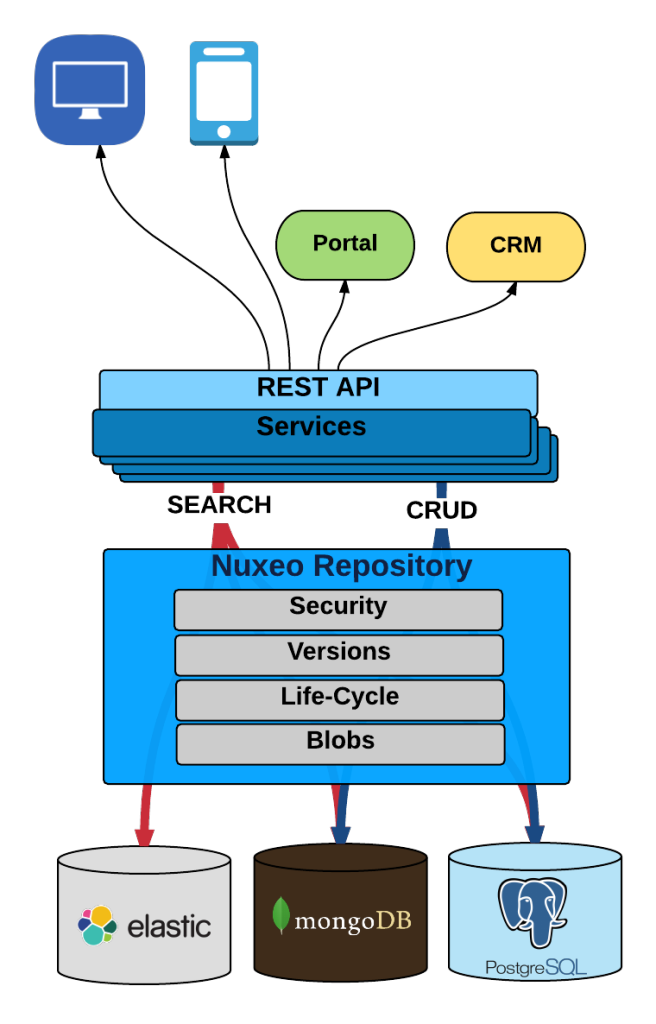 Portal
CRM
REST API
Services
SEARCH
CRUD
Nuxeo Repository
Security
Versions
Life-Cycle
Blobs
elastic
mongoDB
PostgreSQL